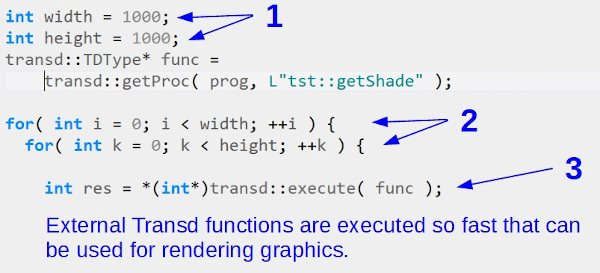 int width = 1000;
1
int height = 1000;
transd::TDType* func =
transd::getProc( prog, L"tst::getShade" );
for( int i = 0; i < width; ++i ) {
2
for( int k = 0; k < height; ++k ) {
3
int res = *(int*)transd::execute( func );
External Transd functions are executed so fast that can
be used for rendering graphics.